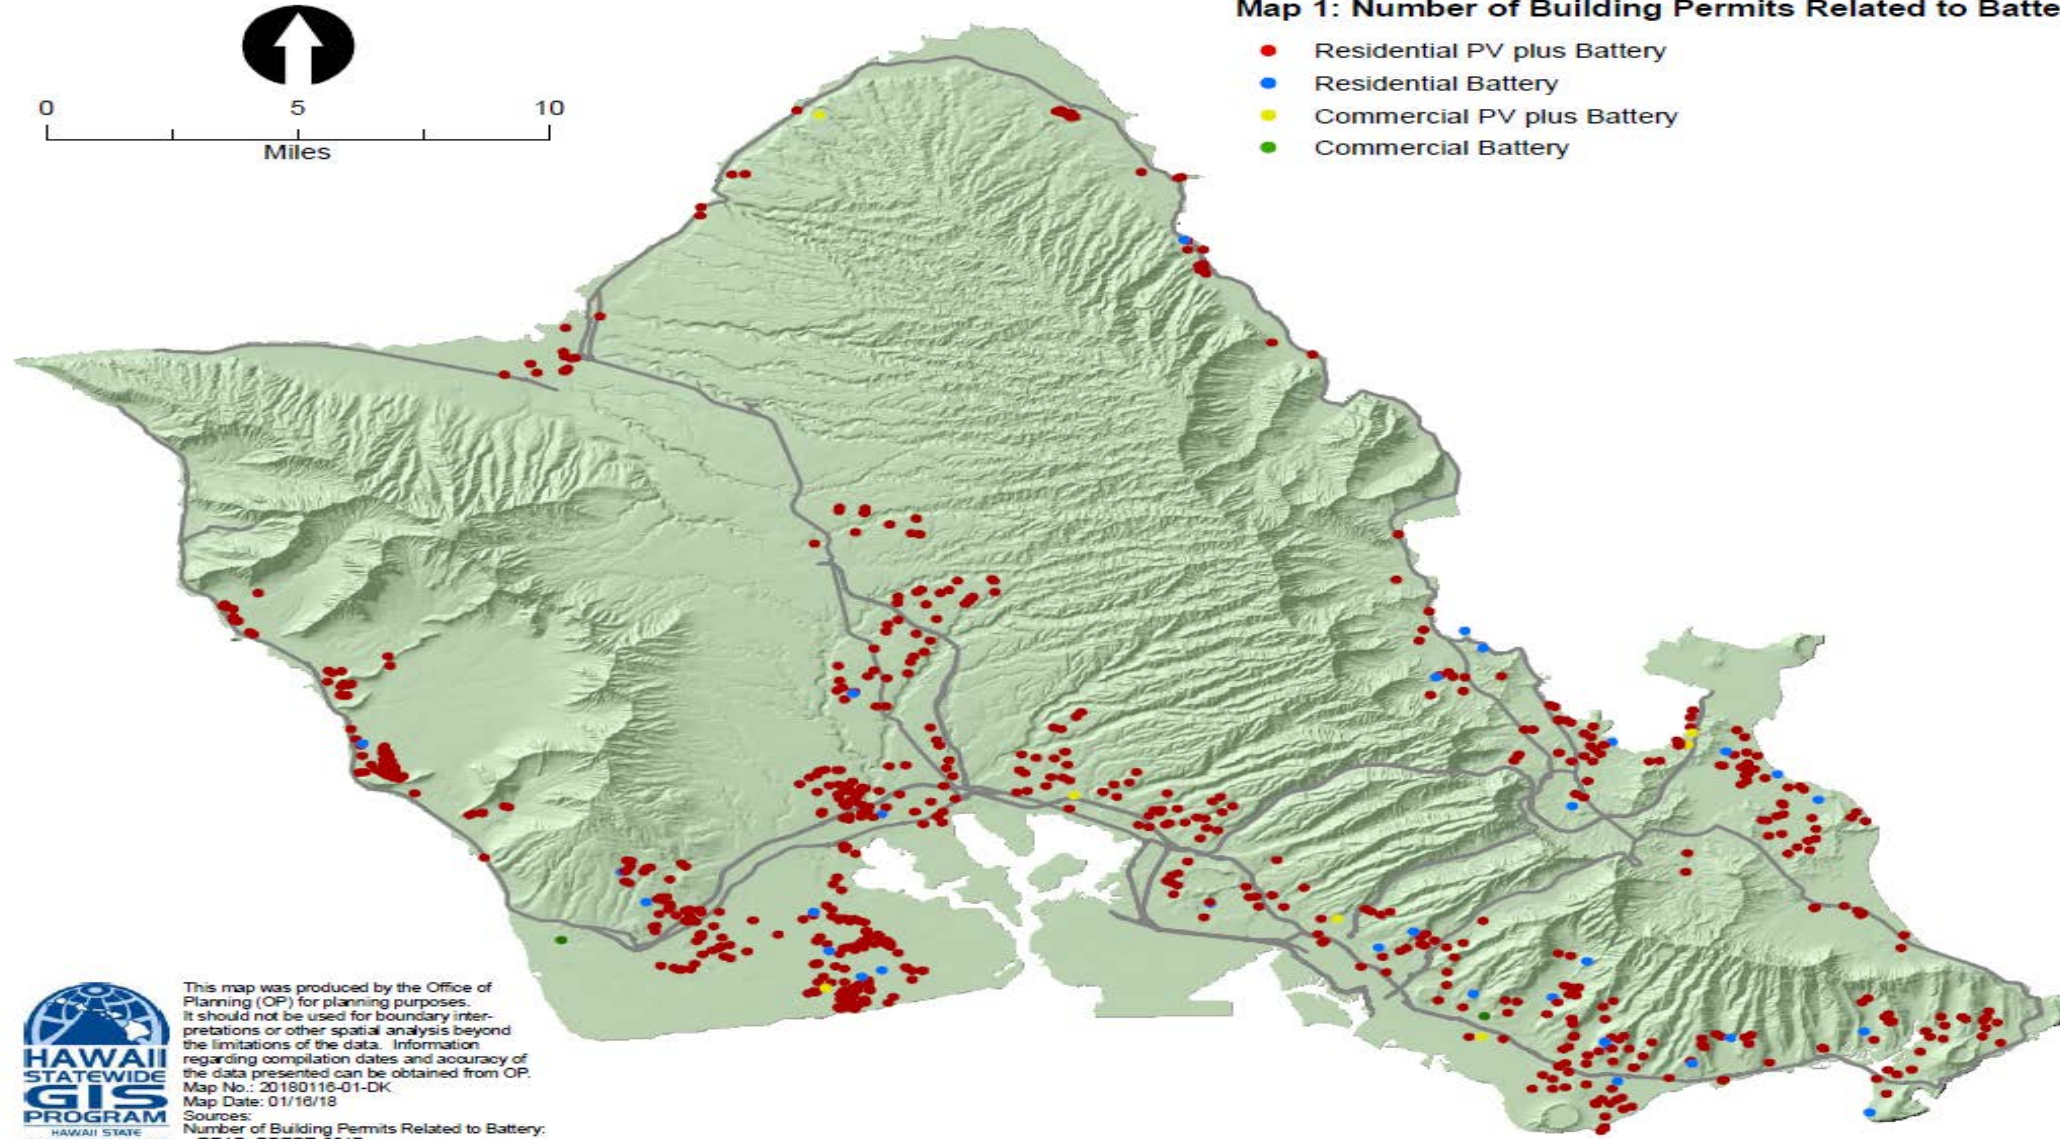 Map 1: Number of Building Permits Related to Batte
Residential PV plus Battery
Residential Battery
Commercial PV plus Battery
Commercial Battery
0 5 10
Miles
This map was produced by the Office of
Planning (OP) for planning purposes.
It should not be used for boundary inter-
pretations or other spatial analysis beyond
the limitations of the data. Information
regarding compilation dates and accuracy of
the data presented can be obtained from OP.
Map No.: 20180116-01-DK
Map Date: 01/16/18
Sources:
Number of Building Permits Related to Battery:
HAWAII
STATEWIDE
GIS
PROGRAM
HAWAII STATE